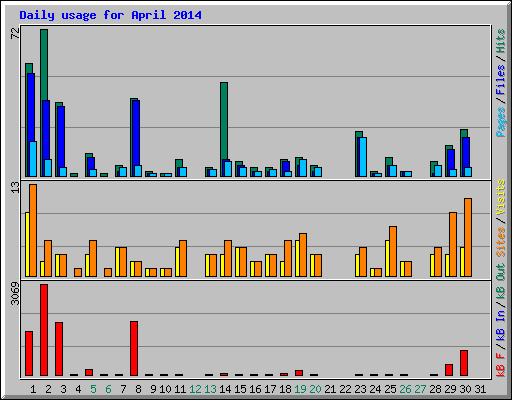 Daily usage for April 2014
72
Pages / Files / Hits
13
kB F / kB In / kB Out Sites / Visits
3069
1 2 3 4 5 6 7 8 9 10 11 12 13 14 15 16 17 18 19 20 21 22 23 24 25 26 27 28 29 30 31